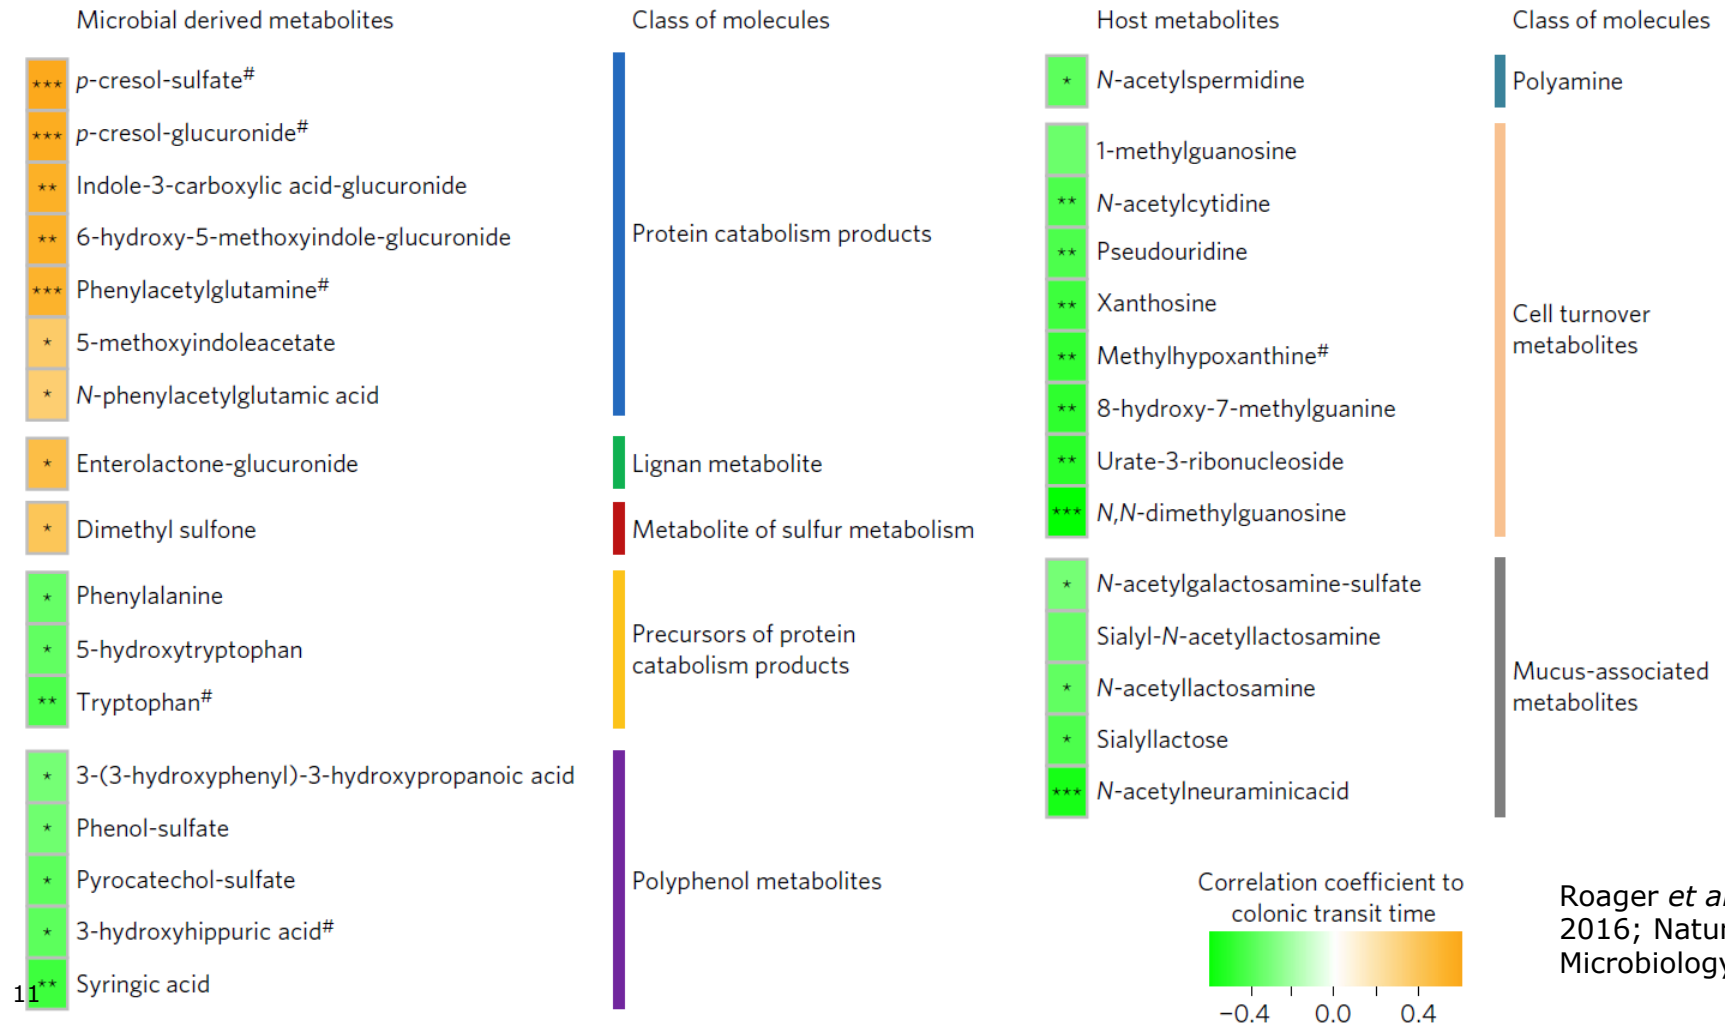 Microbial derived metabolites
Class of molecules
*** p-cresol-sulfate#
*** p-cresol-glucuronide#
** Indole-3-carboxylic acid-glucuronide
** 6-hydroxy-5-methoxyindole-glucuronide
*** Phenylacetylglutamine#
* 5-methoxyindoleacetate
* N-phenylacetylglutamic acid
Protein catabolism products
* Enterolactone-glucuronide
Lignan metabolite
* Dimethyl sulfone
Metabolite of sulfur metabolism
* Phenylalanine
* 5-hydroxytryptophan
** Tryptophan#
Precursors of protein
catabolism products
* 3-(3-hydroxyphenyl)-3-hydroxypropanoic acid
* Phenol-sulfate
* Pyrocatechol-sulfate
* 3-hydroxyhippuric acid#
** Syringic acid
Polyphenol metabolites
11
Host metabolites
Class of molecules
* N-acetylspermidine
Polyamine
1-methylguanosine
** N-acetylcytidine
** Pseudouridine
** Xanthosine
** Methylhypoxanthine#
** 8-hydroxy-7-methylguanine
** Urate-3-ribonucleoside
*** N,N-dimethylguanosine
Cell turnover
metabolites
* N-acetylgalactosamine-sulfate
Sialyl-N-acetyllactosamine
* N-acetyllactosamine
* Sialyllactose
*** N-acetylneuraminicacid
Mucus-associated
metabolites
Correlation coefficient to
colonic transit time
−0.4 0.0 0.4
Roager et a
2016; Natur
Microbiology